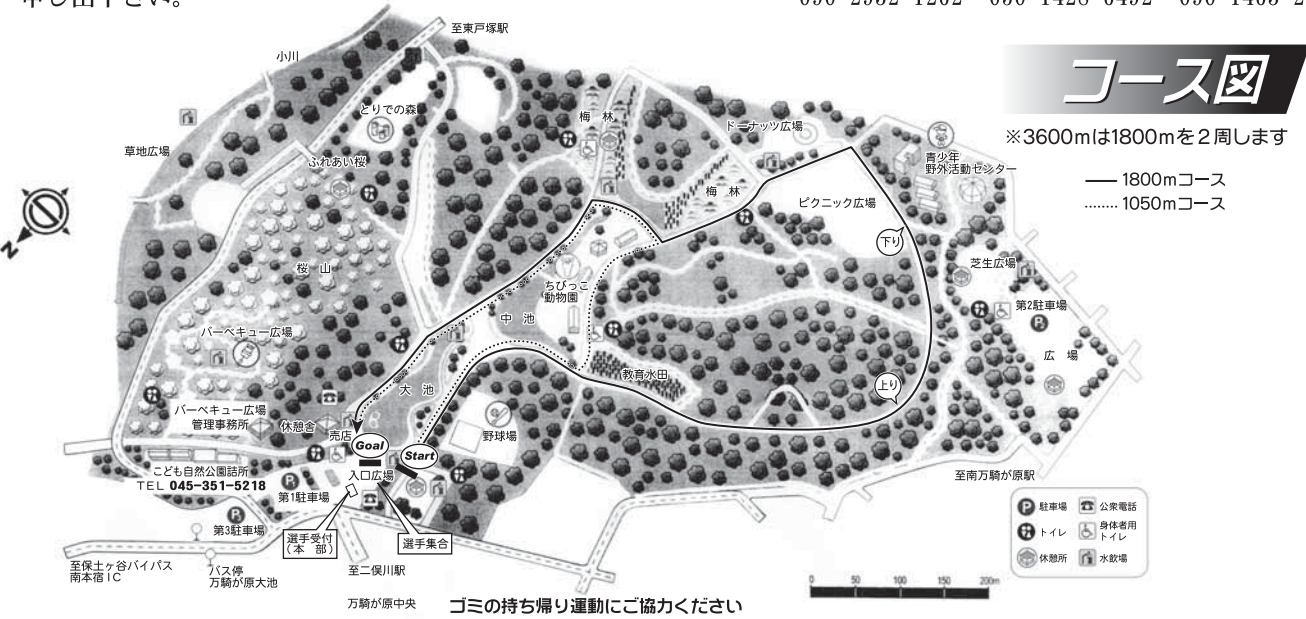 申し出下さい。
コース図
※3600mは1800mを2周します
1800mコース
1050mコース
至東戸塚駅
小川
とりでの森
草地広場
ふれあい桜
梅林
ドーナッツ広場
青少年
野外活動センター
梅林
ピクニック広場
下り
芝生広場
第2駐車場
桜山
ちびっこ
動物園
中池
広場
バーベキュー広場
教育水田
上り
大池
バーベキュー広場
管理事務所
休憩舎
売店
野球場
Goal
Start
こども自然公園詰所
TEL 045-351-5218
入口広場
第1駐車場
至南万騎が原駅
第3駐車場
選手受付
(本部)
選手集合
至保土ヶ谷バイパス
南本宿IC
バス停
万騎が原大池
至二俣川駅
万騎が原中央
ゴミの持ち帰り運動にご協力ください
P 駐車場
公衆電話
トイレ
身体者用
トイレ
休憩所
水飲場
0 50 100 150 200m
N